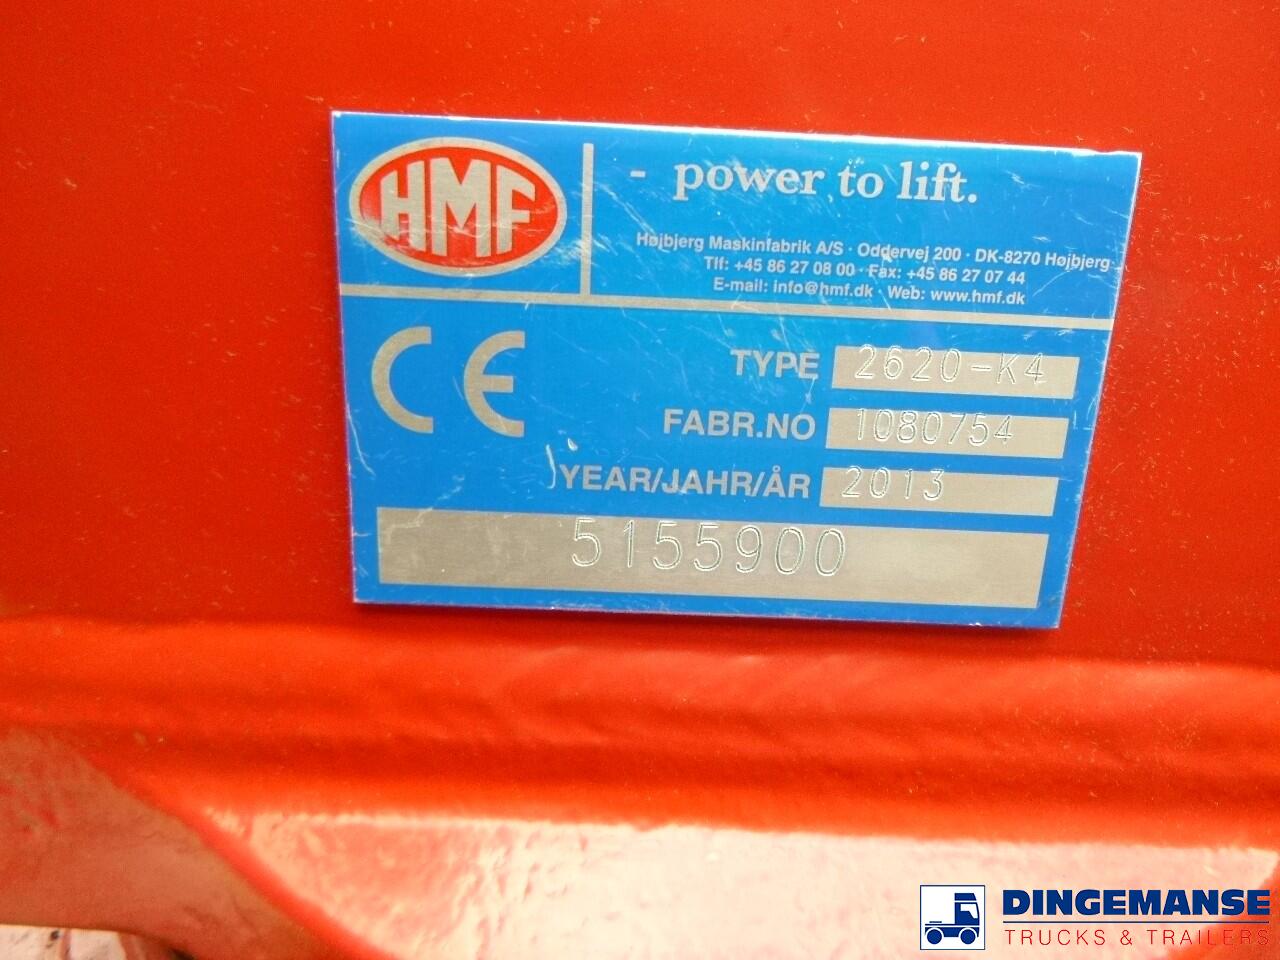 HMF
- power to lift.
Højbjerg Maskinfabrik A/S · Oddervej 200 · DK-8270 Højbjerg
Tlf: +45 86 27 08 00 · Fax: +45 86 27 07 44
E-mail: info@hmf.dk · Web: www.hmf.dk
CE
TYPE 2620-K4
FABR.NO 1080754
YEAR/JAHR/ÅR 2013
5155900
DINGEMANSE
TRUCKS & TRAILERS